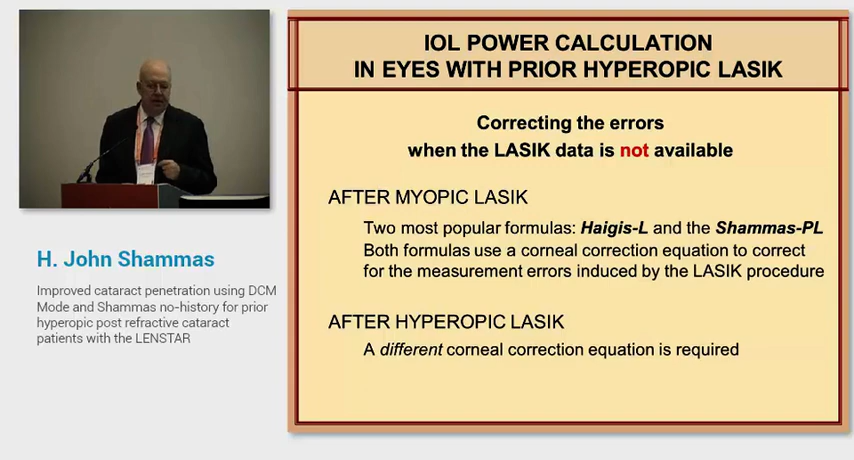 IOL POWER CALCULATION
IN EYES WITH PRIOR HYPEROPIC LASIK
Correcting the errors
when the LASIK data is not available
AFTER MYOPIC LASIK
Two most popular formulas: Haigis-L and the Shammas-PL
Both formulas use a corneal correction equation to correct
for the measurement errors induced by the LASIK procedure
AFTER HYPEROPIC LASIK
A different corneal correction equation is required
H. John Shammas
Improved cataract penetration using DCM
Mode and Shammas no-history for prior
hyperopic post refractive cataract
patients with the LENSTAR